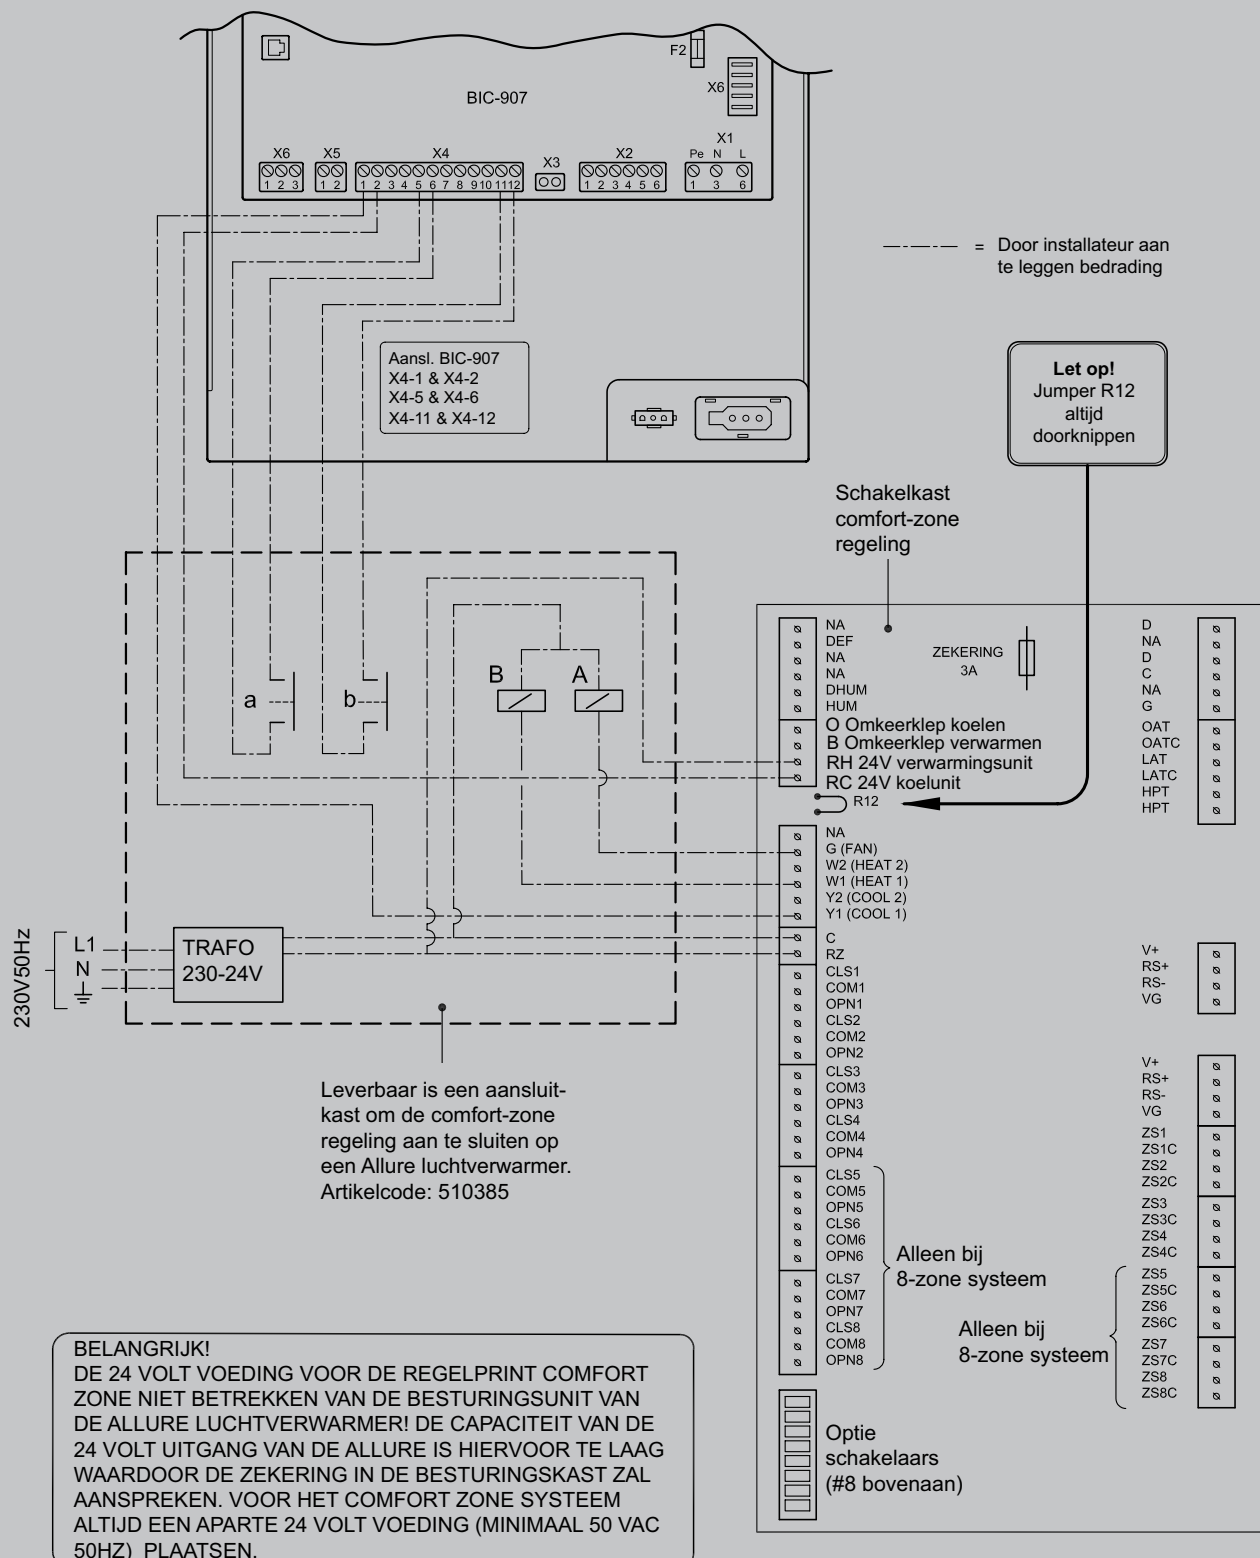 F2
X6
BIC-907
X6
X5
X4
X3
X2
X1
Pe N L
1 2 3
1 2
1 2 3 4 5 6 7 8 9 10 11 12
1 2 3 4 5 6
1 3 6
= Door installateur aan
te leggen bedrading
Aansl. BIC-907
X4-1 & X4-2
X4-5 & X4-6
X4-11 & X4-12
Let op!
Jumper R12
altijd
doorknippen
Schakelkast
comfort-zone
regeling
B
A
a
b
NA
DEF
NA
NA
DHUM
HUM
O Omkeerklep koelen
B Omkeerklep verwarmen
RH 24V verwarmingsunit
RC 24V koelunit
R12
ZEKERING
3A
D
NA
D
C
NA
G
OAT
OATC
LAT
LATC
HPT
HPT
NA
G (FAN)
W2 (HEAT 2)
W1 (HEAT 1)
Y2 (COOL 2)
Y1 (COOL 1)
C
RZ
CLS1
COM1
OPN1
CLS2
COM2
OPN2
CLS3
COM3
OPN3
CLS4
COM4
OPN4
CLS5
COM5
OPN5
CLS6
COM6
OPN6
CLS7
COM7
OPN7
CLS8
COM8
OPN8
Alleen bij
8-zone systeem
V+
RS+
RS-
VG
V+
RS+
RS-
VG
ZS1
ZS1C
ZS2
ZS2C
ZS3
ZS3C
ZS4
ZS4C
ZS5
ZS5C
ZS6
ZS6C
ZS7
ZS7C
ZS8
ZS8C
Alleen bij
8-zone systeem
Optie
schakelaars
(#8 bovenaan)
230V50Hz
L1
N
TRAFO
230-24V
Leverbaar is een aansluit-
kast om de comfort-zone
regeling aan te sluiten op
een Allure luchtverwarmer.
Artikelcode: 510385
BELANGRIJK!
DE 24 VOLT VOEDING VOOR DE REGELPRINT COMFORT
ZONE NIET BETREKKEN VAN DE BESTURINGSUNIT VAN
DE ALLURE LUCHTVERWARMER! DE CAPACITEIT VAN DE
24 VOLT UITGANG VAN DE ALLURE IS HIERVOOR TE LAAG
WAARDOOR DE ZEKERING IN DE BESTURINGSKAST ZAL
AANSPREKEN. VOOR HET COMFORT ZONE SYSTEEM
ALTIJD EEN APARTE 24 VOLT VOEDING (MINIMAAL 50 VAC
50HZ) PLAATSEN.